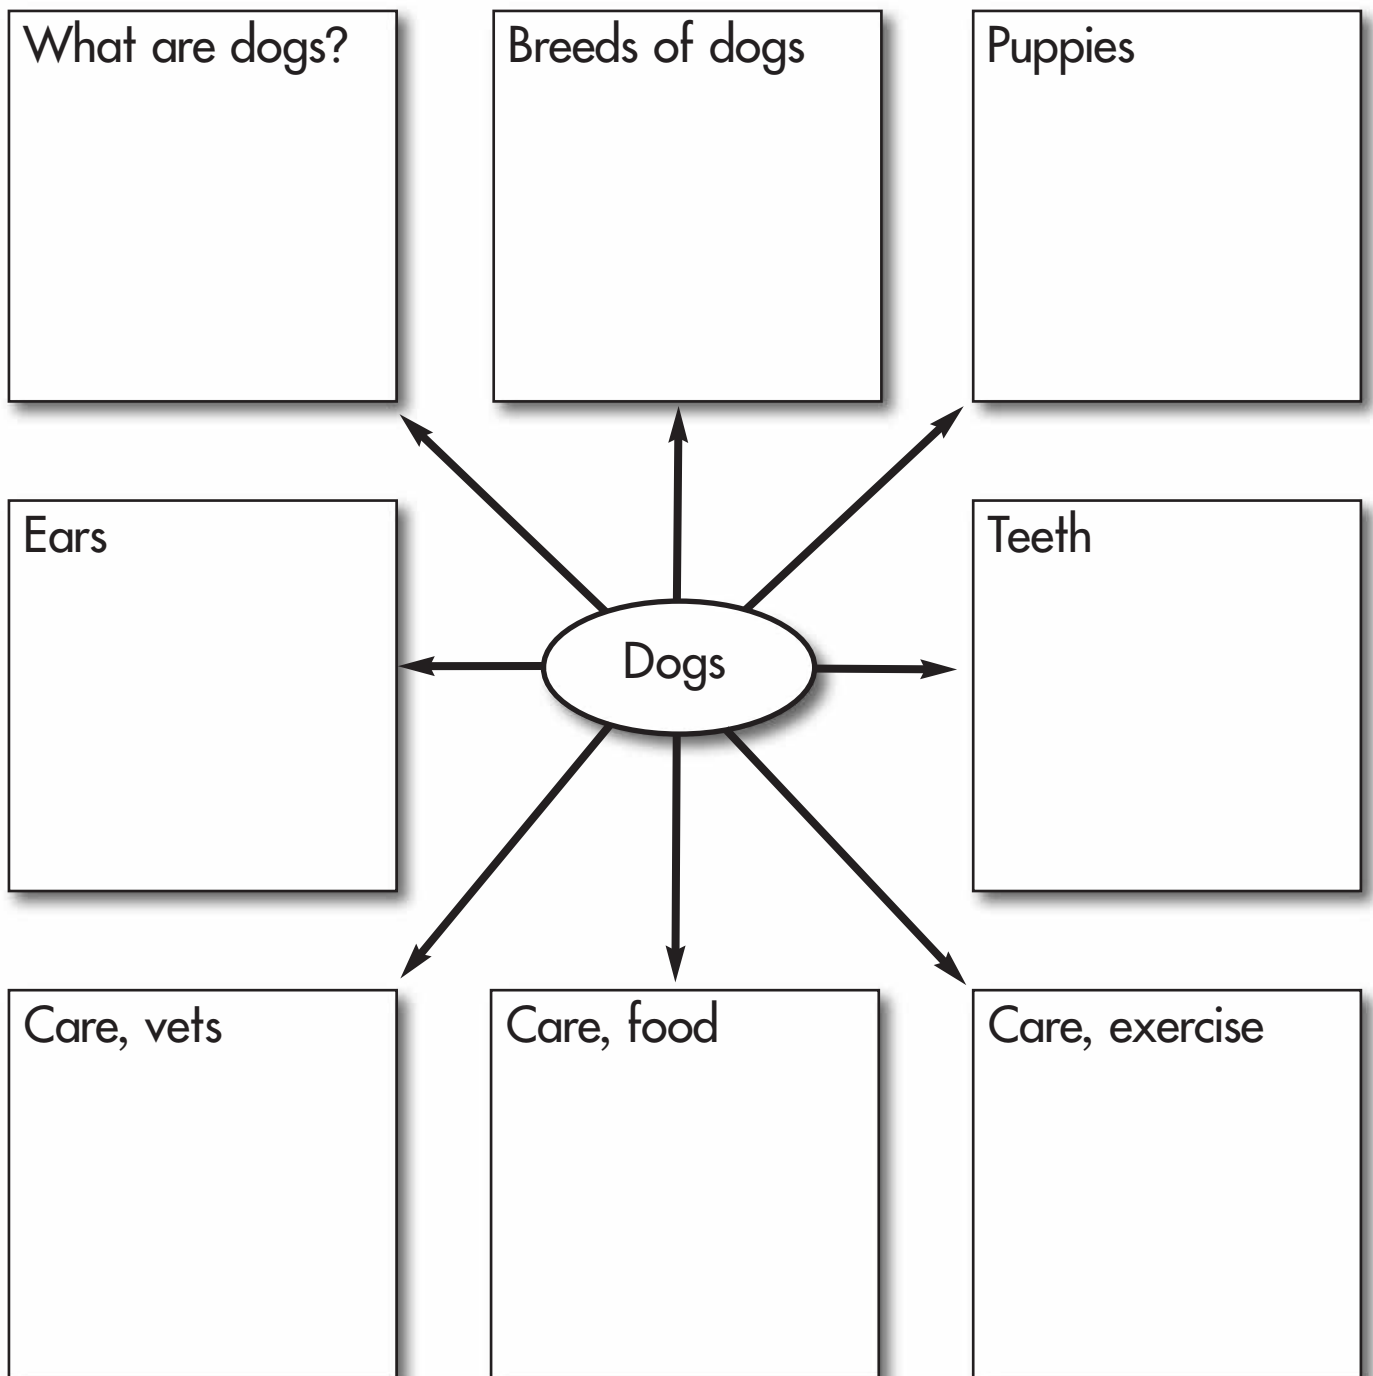 What are dogs?
Breeds of dogs
Puppies
Ears
Dogs
Teeth
Care, vets
Care, food
Care, exercise